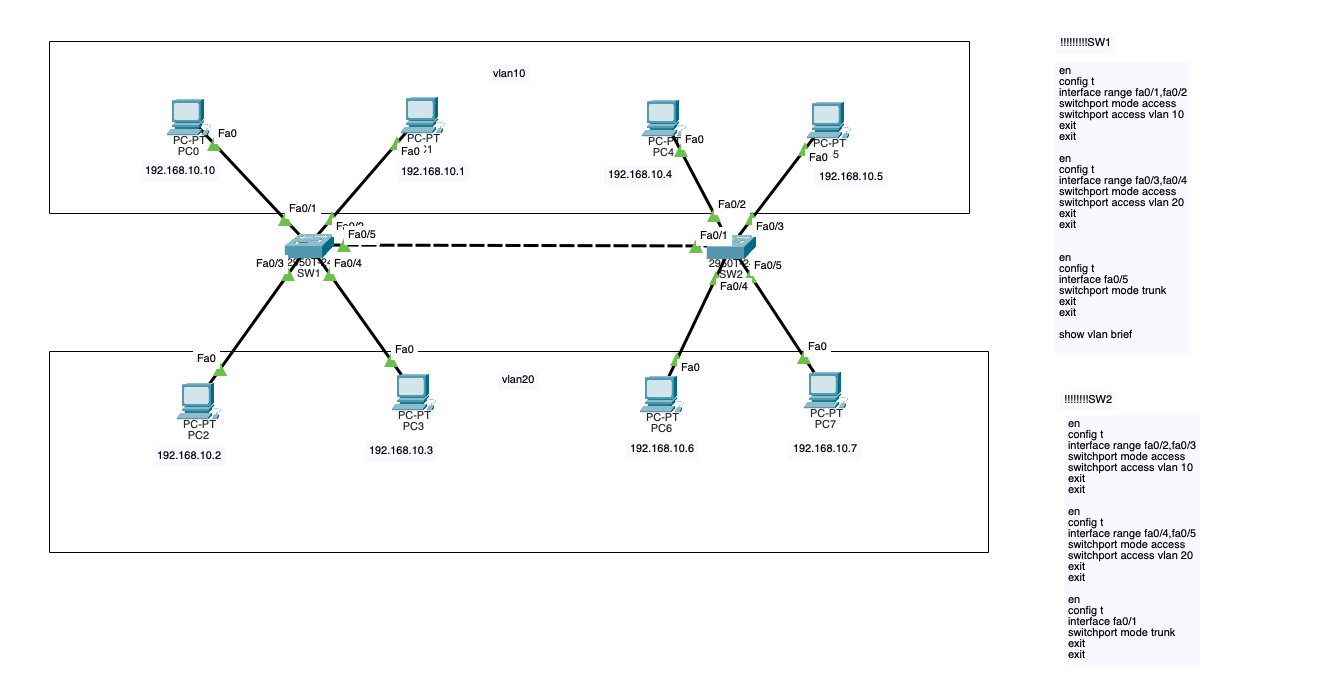 vlan10
PC-PT
PC0
Fa0
192.168.10.10
PC-PT
Fa0
192.168.10.1
PC-PT
PC4
Fa0
192.168.10.4
PC-PT
5
Fa0
192.168.10.5
Fa0/1
Fa0/5
Fa0/3
Fa0/4
SW1
Fa0/2
Fa0/3
Fa0/1
SW2
Fa0/5
Fa0/4
vlan20
Fa0
PC-PT
PC2
192.168.10.2
Fa0
PC-PT
PC3
192.168.10.3
Fa0
PC-PT
PC6
192.168.10.6
Fa0
PC-PT
PC7
192.168.10.7
!!!!!!!!!SW1
en
config t
interface range fa0/1,fa0/2
switchport mode access
switchport access vlan 10
exit
exit
en
config t
interface range fa0/3,fa0/4
switchport mode access
switchport access vlan 20
exit
exit
en
config t
interface fa0/5
switchport mode trunk
exit
exit
show vlan brief
!!!!!!!!SW2
en
config t
interface range fa0/2,fa0/3
switchport mode access
switchport access vlan 10
exit
exit
en
config t
interface range fa0/4,fa0/5
switchport mode access
switchport access vlan 20
exit
exit
en
config t
interface fa0/1
switchport mode trunk
exit
exit